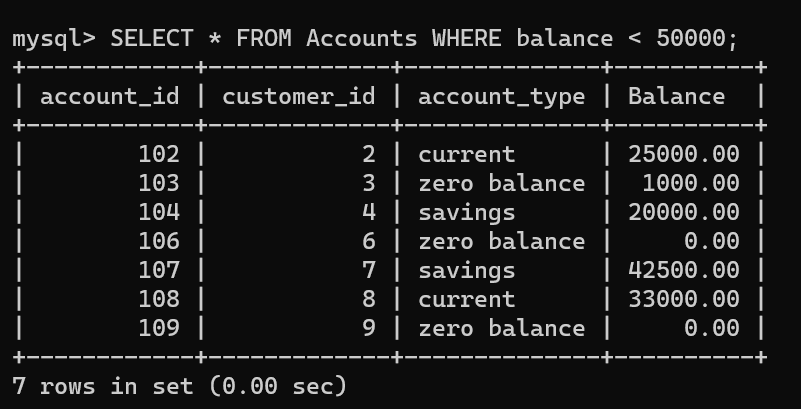 mysql> SELECT * FROM Accounts WHERE balance < 50000;
+------------+-------------+--------------+----------+
| account_id | customer_id | account_type | Balance  |
+------------+-------------+--------------+----------+
|        102 |           2 | current      | 25000.00 |
|        103 |           3 | zero balance |  1000.00 |
|        104 |           4 | savings      | 20000.00 |
|        106 |           6 | zero balance |     0.00 |
|        107 |           7 | savings      | 42500.00 |
|        108 |           8 | current      | 33000.00 |
|        109 |           9 | zero balance |     0.00 |
+------------+-------------+--------------+----------+
7 rows in set (0.00 sec)